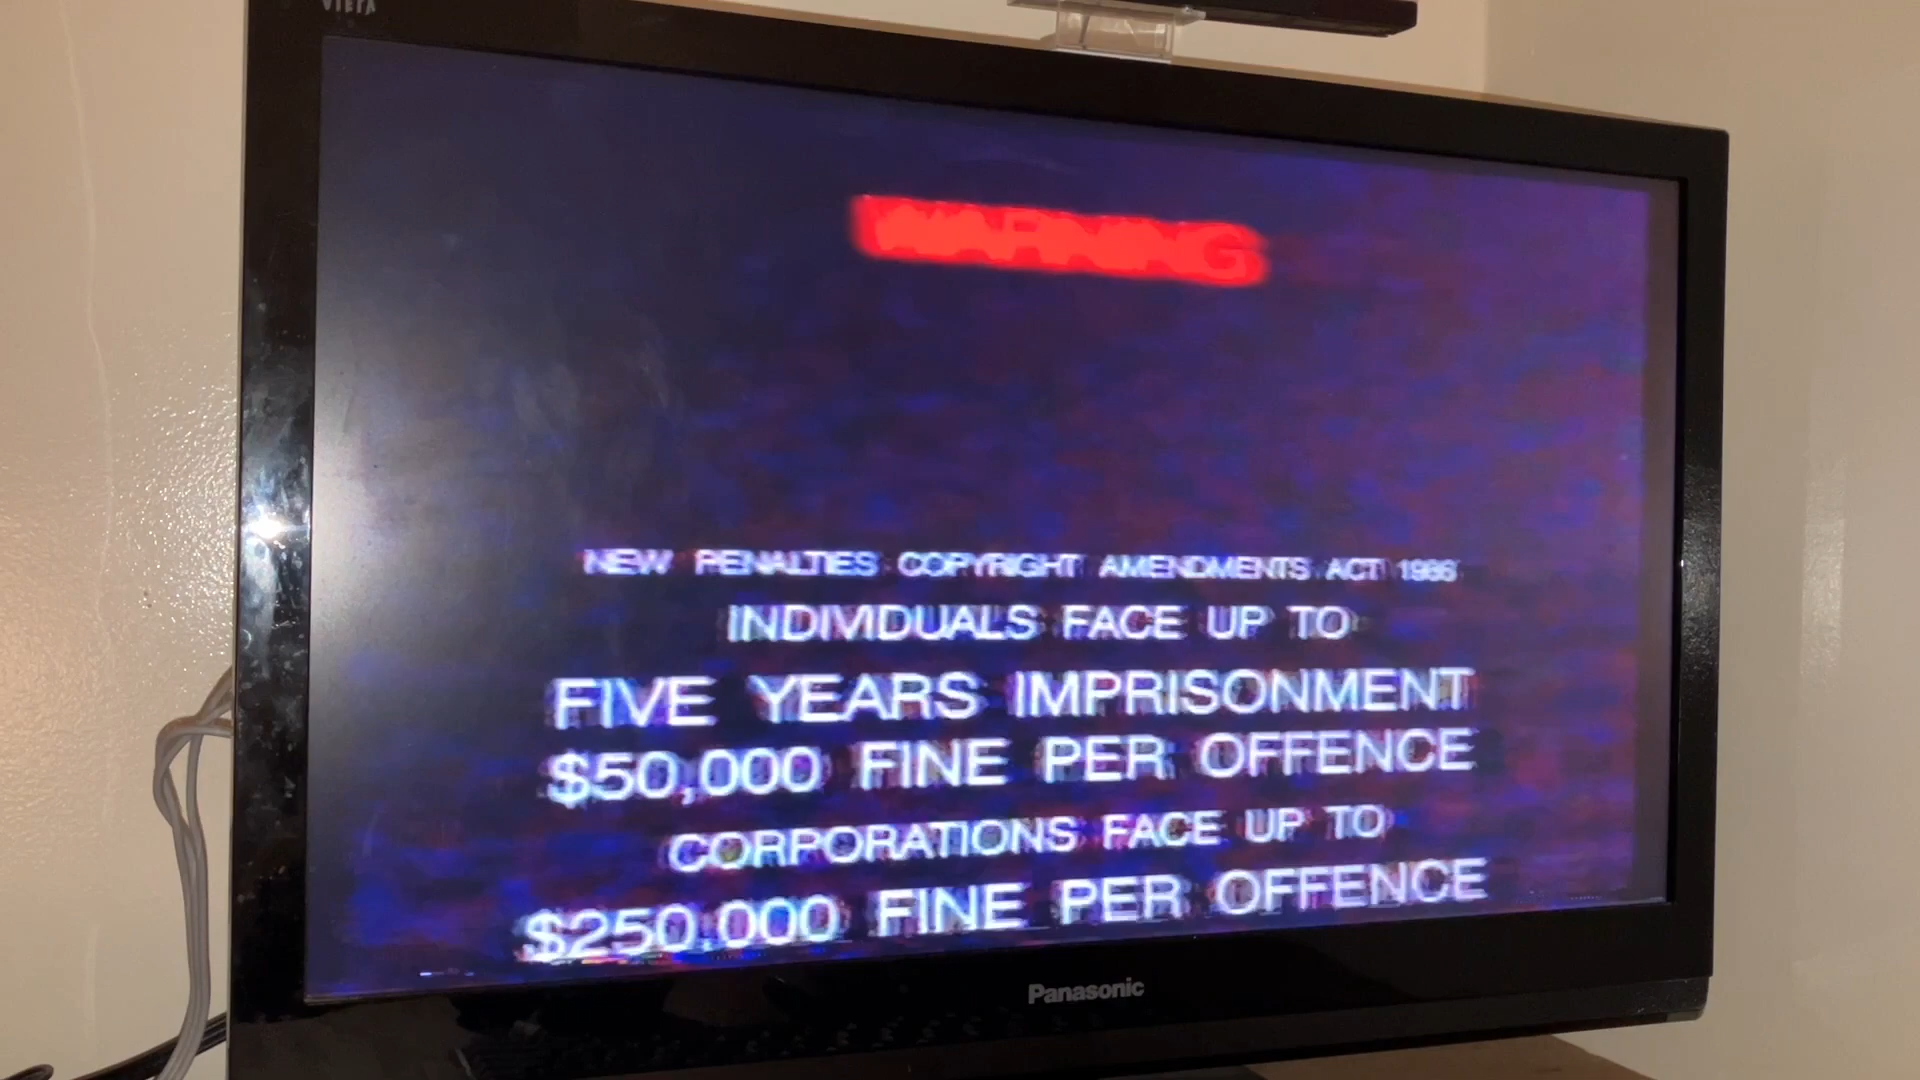 VIERA
WARNING
NEW PENALTIES COPYRIGHT AMENDMENTS ACT 1986
INDIVIDUALS FACE UP TO
FIVE YEARS IMPRISONMENT
$50,000 FINE PER OFFENCE
CORPORATIONS FACE UP TO
$250,000 FINE PER OFFENCE
Panasonic